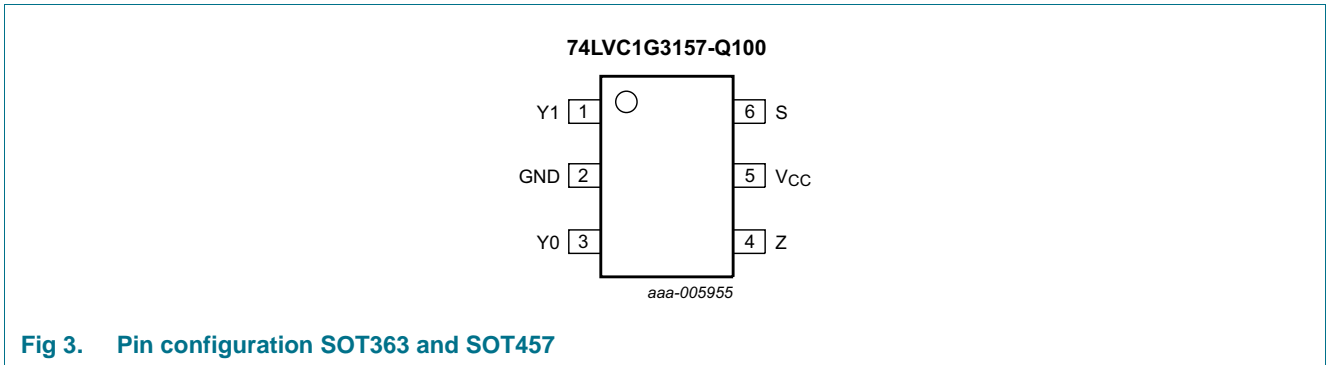 74LVC1G3157-Q100
Y1 1 6 S
GND 2 5 VCC
Y0 3 4 Z
aaa-005955
Fig 3. Pin configuration SOT363 and SOT457